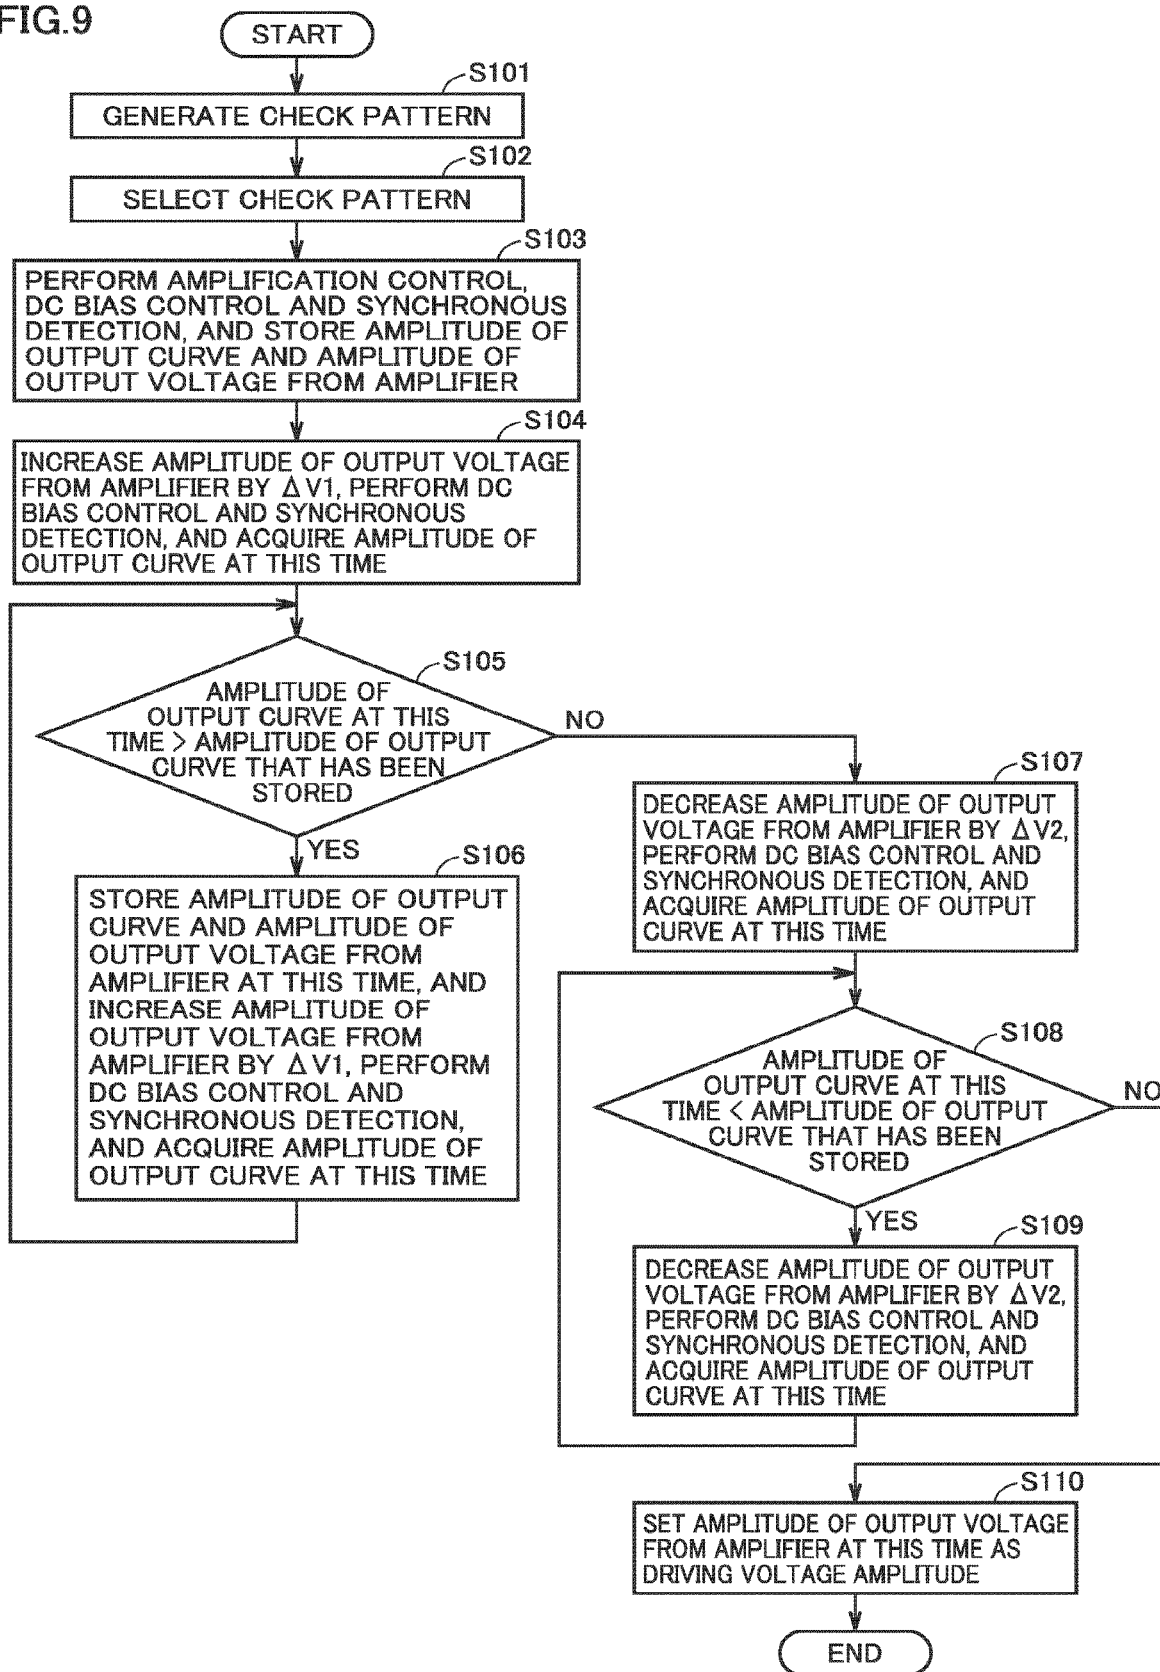 FIG.9
START
S101
GENERATE CHECK PATTERN
S102
SELECT CHECK PATTERN
S103
PERFORM AMPLIFICATION CONTROL,
DC BIAS CONTROL AND SYNCHRONOUS
DETECTION, AND STORE AMPLITUDE OF
OUTPUT CURVE AND AMPLITUDE OF
OUTPUT VOLTAGE FROM AMPLIFIER
S104
INCREASE AMPLITUDE OF OUTPUT VOLTAGE
FROM AMPLIFIER BY ΔV1, PERFORM DC
BIAS CONTROL AND SYNCHRONOUS
DETECTION, AND ACQUIRE AMPLITUDE OF
OUTPUT CURVE AT THIS TIME
S105
AMPLITUDE OF
OUTPUT CURVE AT THIS
TIME > AMPLITUDE OF OUTPUT
CURVE THAT HAS BEEN
STORED
NO
YES
S106
STORE AMPLITUDE OF OUTPUT
CURVE AND AMPLITUDE OF
OUTPUT VOLTAGE FROM
AMPLIFIER AT THIS TIME, AND
INCREASE AMPLITUDE OF
OUTPUT VOLTAGE FROM
AMPLIFIER BY ΔV1, PERFORM
DC BIAS CONTROL AND
SYNCHRONOUS DETECTION,
AND ACQUIRE AMPLITUDE OF
OUTPUT CURVE AT THIS TIME
S107
DECREASE AMPLITUDE OF OUTPUT
VOLTAGE FROM AMPLIFIER BY ΔV2,
PERFORM DC BIAS CONTROL AND
SYNCHRONOUS DETECTION, AND
ACQUIRE AMPLITUDE OF OUTPUT
CURVE AT THIS TIME
S108
AMPLITUDE OF
OUTPUT CURVE AT THIS
TIME < AMPLITUDE OF OUTPUT
CURVE THAT HAS BEEN
STORED
NO
YES
S109
DECREASE AMPLITUDE OF OUTPUT
VOLTAGE FROM AMPLIFIER BY ΔV2,
PERFORM DC BIAS CONTROL AND
SYNCHRONOUS DETECTION, AND
ACQUIRE AMPLITUDE OF OUTPUT
CURVE AT THIS TIME
S110
SET AMPLITUDE OF OUTPUT VOLTAGE
FROM AMPLIFIER AT THIS TIME AS
DRIVING VOLTAGE AMPLITUDE
END